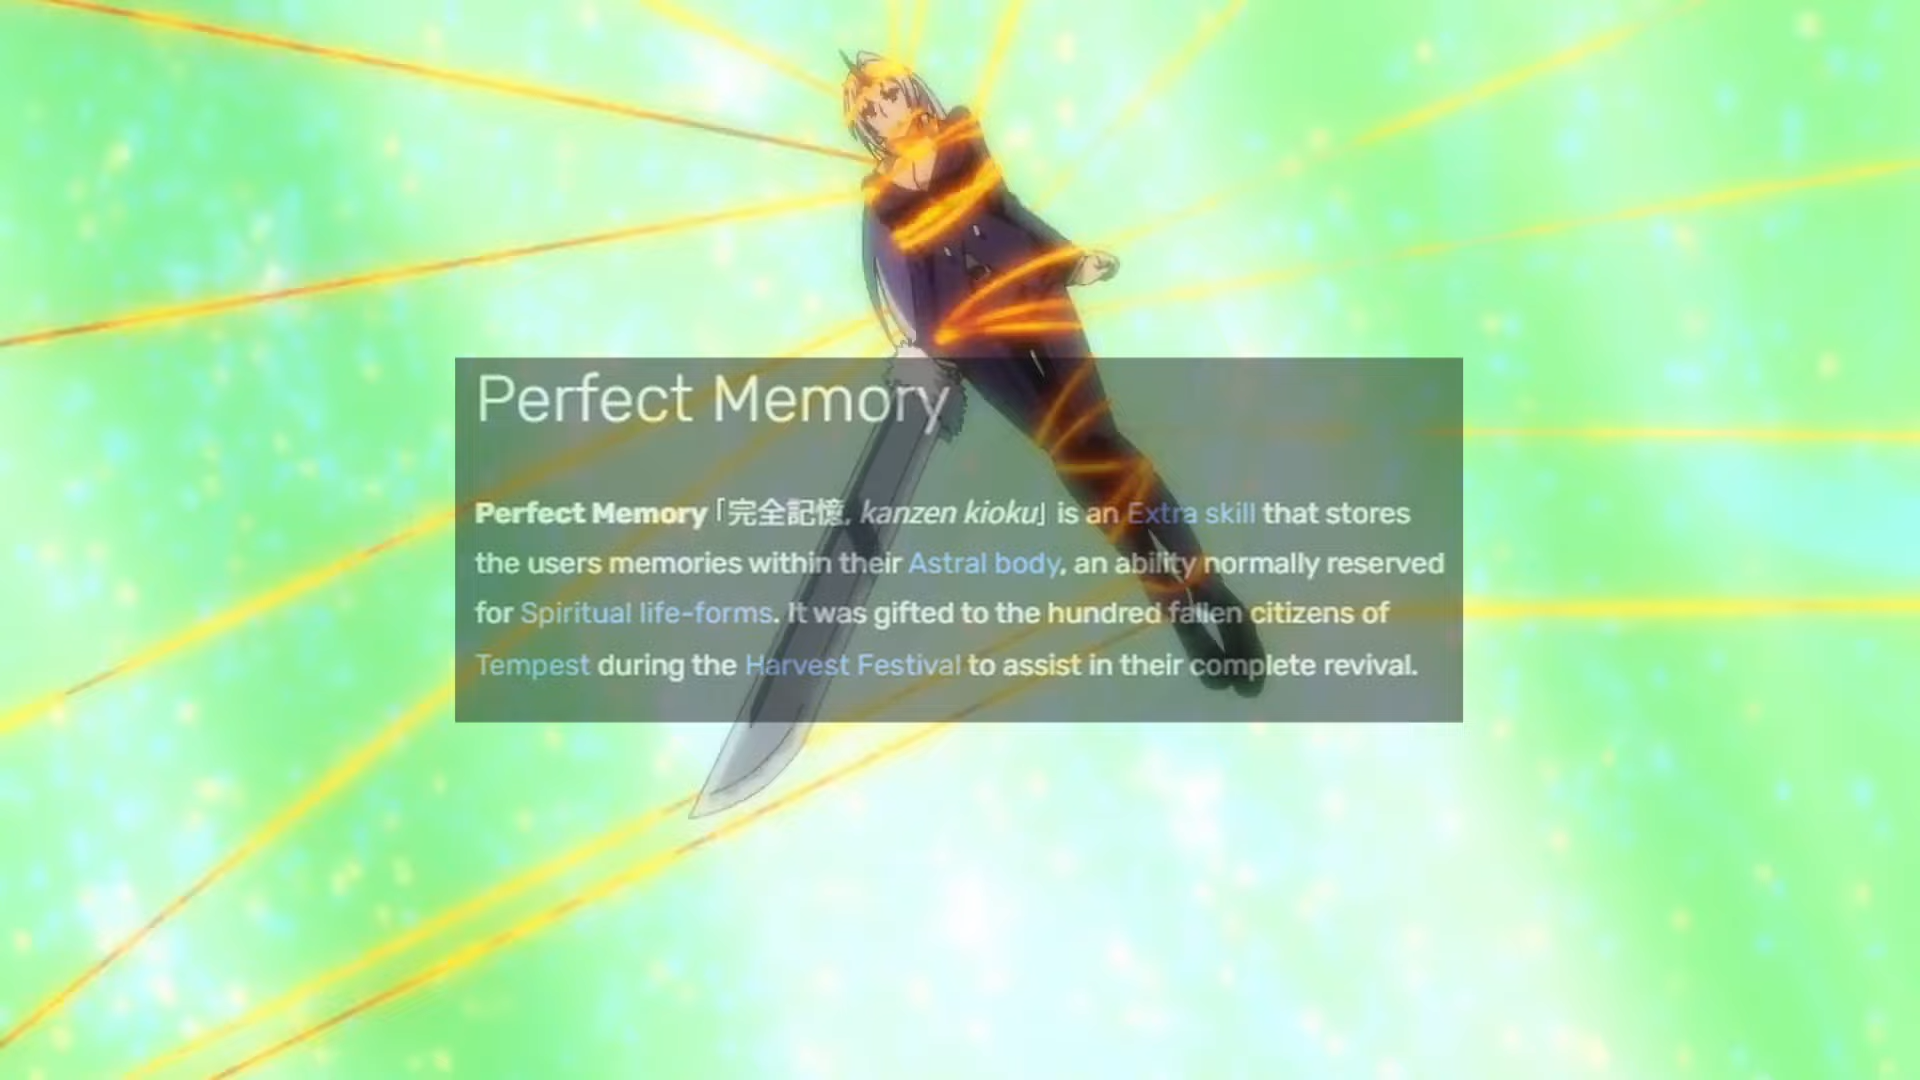 Perfect Memory
Perfect Memory「完全記憶, kanzen kioku」 is an Extra skill that stores
the users memories within their Astral body, an ability normally reserved
for Spiritual life-forms. It was gifted to the hundred fallen citizens of
Tempest during the Harvest Festival to assist in their complete revival.